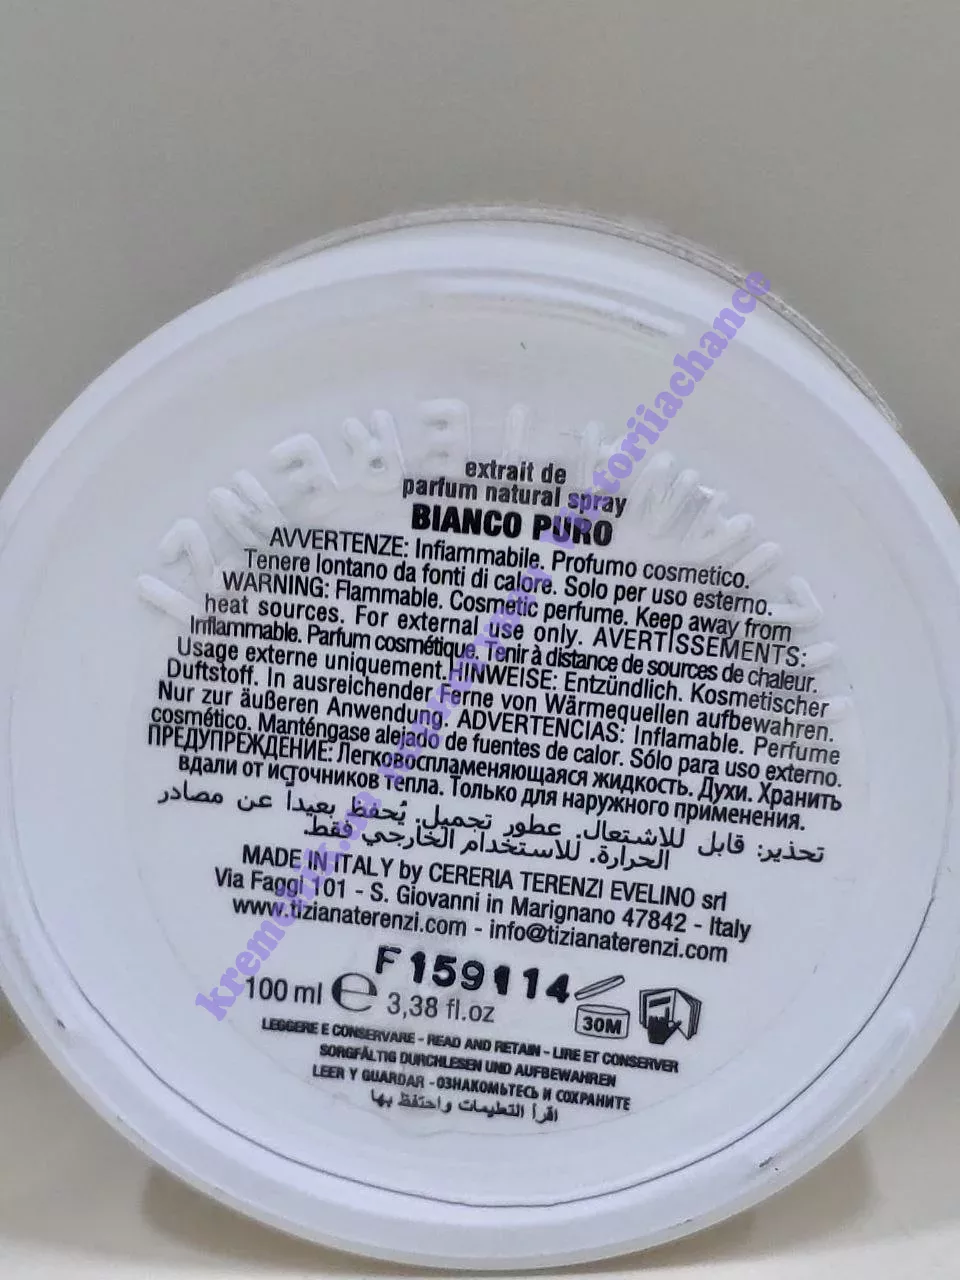 TIZIANA TERENZI
extrait de
parfum natural spray
BIANCO PURO
AVVERTENZE: Infiammabile. Profumo cosmetico.
Tenere lontano da fonti di calore. Solo per uso esterno.
WARNING: Flammable. Cosmetic perfume. Keep away from
heat sources. For external use only. AVERTISSEMENTS:
Inflammable. Parfum cosmétique. Tenir à distance de sources de chaleur.
Usage externe uniquement. HINWEISE: Entzündlich. Kosmetischer
Duftstoff. In ausreichender Ferne von Wärmequellen aufbewahren.
Nur zur äußeren Anwendung. ADVERTENCIAS: Inflamable. Perfume
cosmético. Manténgase alejado de fuentes de calor. Sólo para uso externo.
ПРЕДУПРЕЖДЕНИЕ: Легковоспламеняющаяся жидкость. Духи. Хранить
вдали от источников тепла. Только для наружного применения.
تحذير: قابل للاشتعال. عطور تجميل. يُحفظ بعيداً عن مصادر
الحرارة. للاستخدام الخارجي فقط.
MADE IN ITALY by CERERIA TERENZI EVELINO srl
Via Faggi 101 - S. Giovanni in Marignano 47842 - Italy
www.tizianaterenzi.com - info@tizianaterenzi.com
F159114
100 ml e 3,38 fl.oz
30M
LEGGERE E CONSERVARE - READ AND RETAIN - LIRE ET CONSERVER
SORGFÄLTIG DURCHLESEN UND AUFBEWAHREN
LEER Y GUARDAR - ОЗНАКОМЬТЕСЬ И СОХРАНИТЕ
اقرأ التعليمات واحتفظ بها